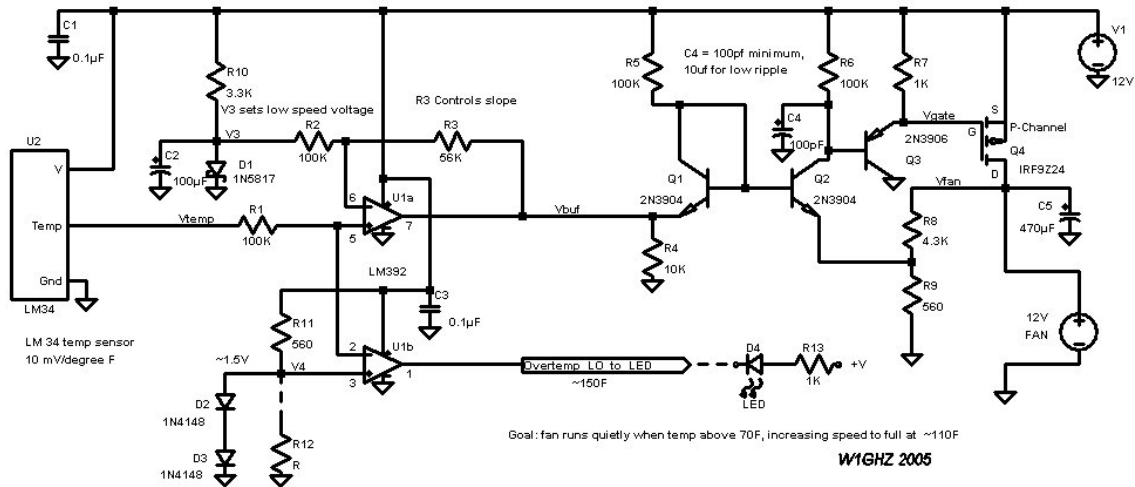 C1
0.1µF
R10
3.3K
V3 sets low speed voltage
R3 Controls slope
R5
100K
C4 = 100pf minimum,
10uf for low ripple
R6
100K
R7
1K
V1
12V
U2
V
Temp
Gnd
LM34
LM 34 temp sensor
10 mV/degree F
V3
C2
100µF
D1
1N5817
R2
100K
R3
56K
Vtemp
R1
100K
6
5
7
U1a
LM392
Vbuf
Q1
2N3904
R4
10K
C4
100pF
Q2
2N3904
2N3906
Q3
Vgate
S
G
D
P-Channel
Q4
IRF9Z24
Vfan
R8
4.3K
R9
560
C5
470µF
12V
FAN
C3
0.1µF
R11
560
~1.5V
V4
D2
1N4148
D3
1N4148
R12
R
2
3
1
U1b
Overtemp LO to LED
~150F
D4
LED
R13
1K
+V
Goal: fan runs quietly when temp above 70F, increasing speed to full at ~110F
W1GHZ 2005